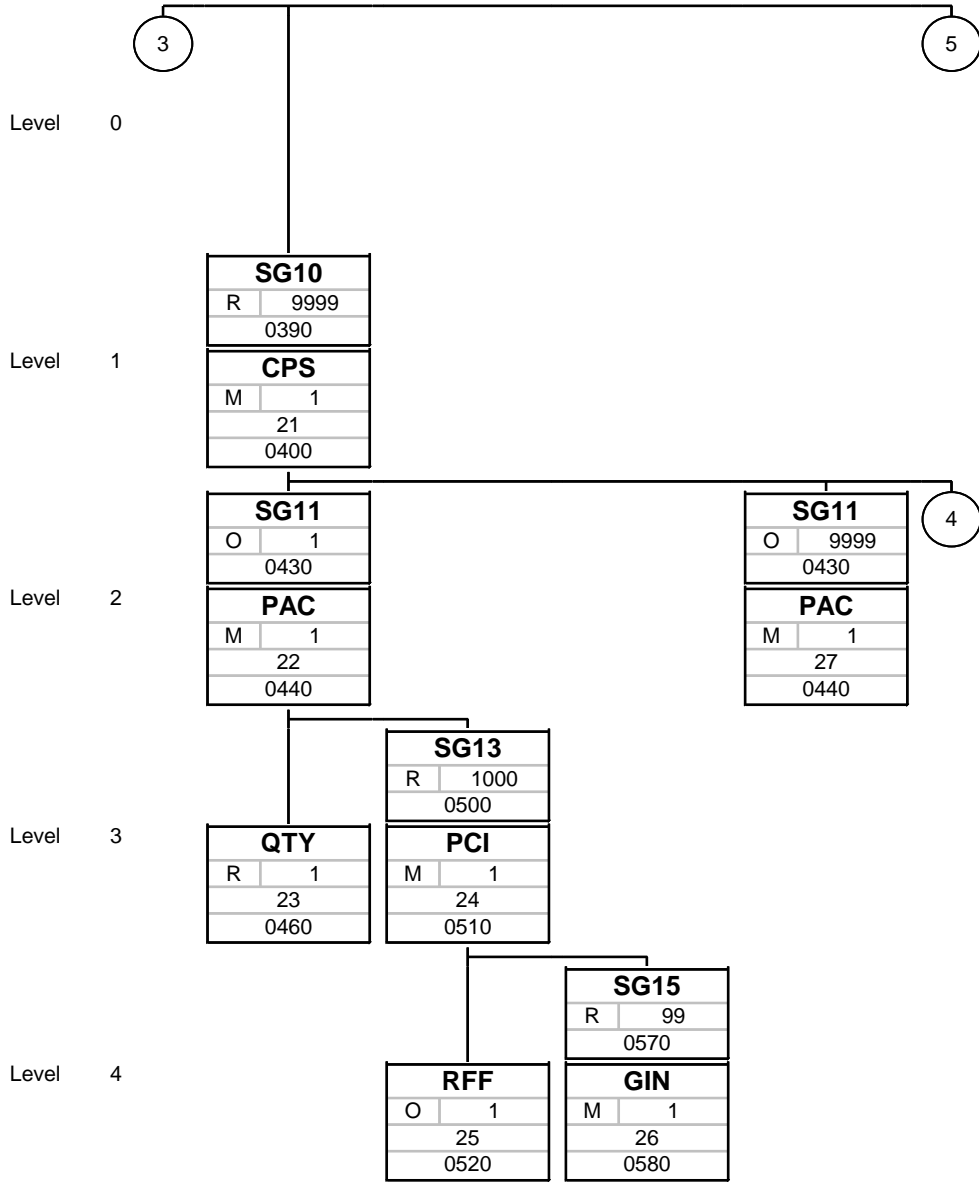 3 5
Level 0
SG10
R 9999
0390
Level 1
CPS
M 1
21
0400
SG11 SG11 4
O 1 O 9999
0430 0430
Level 2
PAC PAC
M 1 M 1
22 27
0440 0440
SG13
R 1000
0500
Level 3
QTY PCI
R 1 M 1
23 24
0460 0510
SG15
R 99
0570
Level 4
RFF GIN
O 1 M 1
25 26
0520 0580